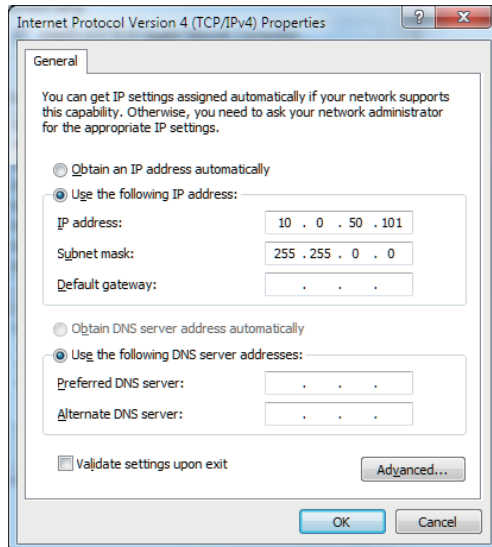 Internet Protocol Version 4 (TCP/IPv4) Properties
?
X
General
You can get IP settings assigned automatically if your network supports
this capability. Otherwise, you need to ask your network administrator
for the appropriate IP settings.
Obtain an IP address automatically
Use the following IP address:
IP address: 10 . 0 . 50 . 101
Subnet mask: 255 . 255 . 0 . 0
Default gateway: . . .
Obtain DNS server address automatically
Use the following DNS server addresses:
Preferred DNS server: . . .
Alternate DNS server: . . .
Validate settings upon exit
Advanced...
OK
Cancel